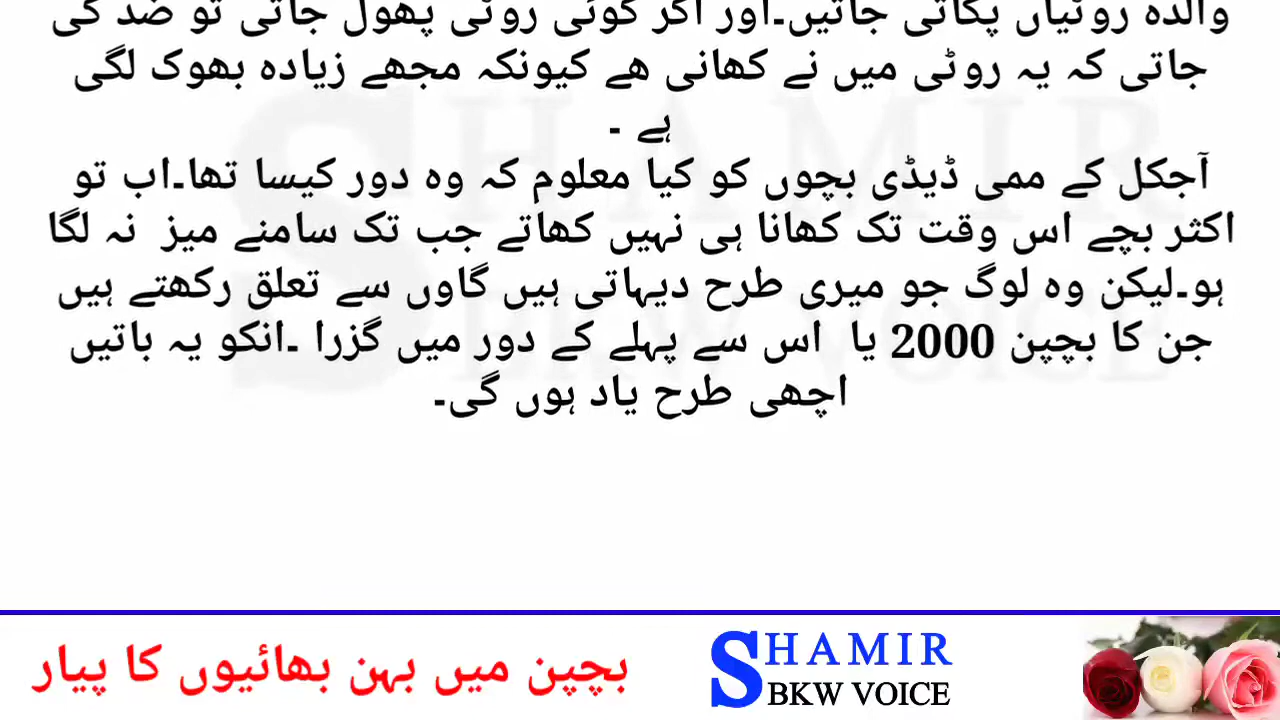 والدہ روٹیاں پکاتی جاتیں۔اور اگر کوئی روٹی پھول جاتی تو ضد کی
جاتی کہ یہ روٹی میں نے کھانی ھے کیونکہ مجھے زیادہ بھوک لگی
ہے ۔
آجکل کے ممی ڈیڈی بچوں کو کیا معلوم کہ وہ دور کیسا تھا۔اب تو
اکثر بچے اس وقت تک کھانا ہی نہیں کھاتے جب تک سامنے میز نہ لگا
ہو۔لیکن وہ لوگ جو میری طرح دیہاتی ہیں گاوں سے تعلق رکھتے ہیں
جن کا بچپن 2000 یا اس سے پہلے کے دور میں گزرا ۔انکو یہ باتیں
اچھی طرح یاد ہوں گی۔
بچپن میں بہن بھائیوں کا پیار
SHAMIR
BKW VOICE